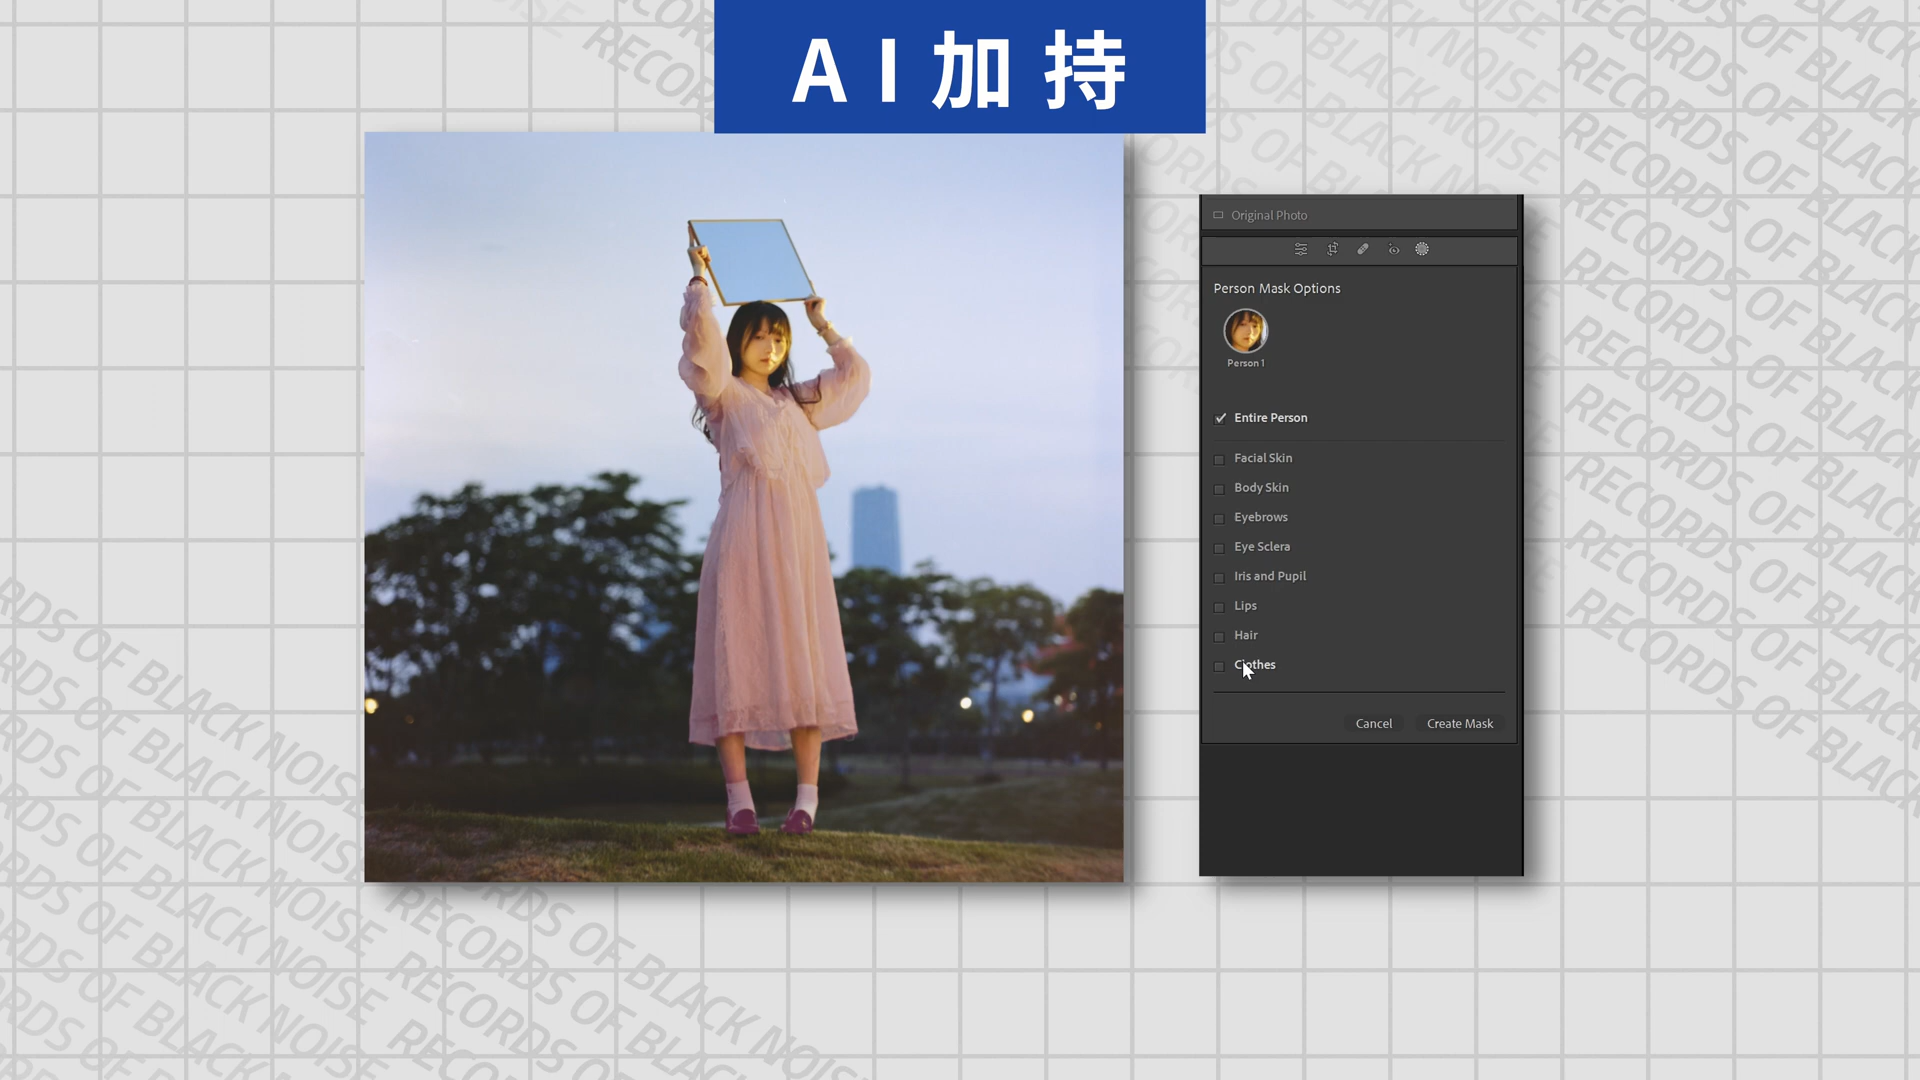 AI加持
Original Photo
Person Mask Options
Person 1
Entire Person
Facial Skin
Body Skin
Eyebrows
Eye Sclera
Iris and Pupil
Lips
Hair
Clothes
Cancel
Create Mask
RECORDS OF BLACK NOISE